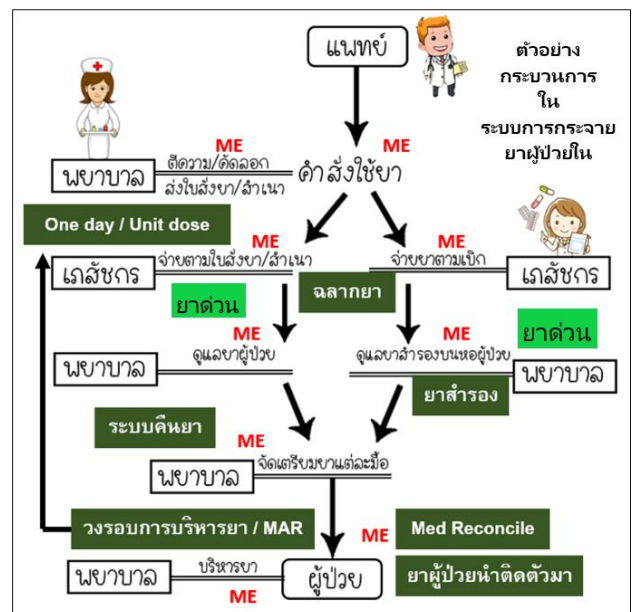 แพทย์
ตัวอย่าง
กระบวนการ
ใน
ระบบการกระจาย
ยาผู้ป่วยใน
ME
ME
พยาบาล
ตีความ/คัดลอก
ส่งใบสั่งยา/สำเนา
คำสั่งใช้ยา
One day / Unit dose
ME
ME
เภสัชกร
จ่ายตามใบสั่งยา/สำเนา
จ่ายยาตามเบิก
เภสัชกร
ฉลากยา
ยาด่วน
ME
ME
ยาด่วน
พยาบาล
ดูแลยาผู้ป่วย
ดูแลยาสำรองบนหอผู้ป่วย
พยาบาล
ยาสำรอง
ระบบคืนยา
ME
พยาบาล
จัดเตรียมยาแต่ละมื้อ
วงรอบการบริหารยา / MAR
ME
Med Reconcile
พยาบาล
บริหารยา
ผู้ป่วย
ยาผู้ป่วยนำติดตัวมา
ME